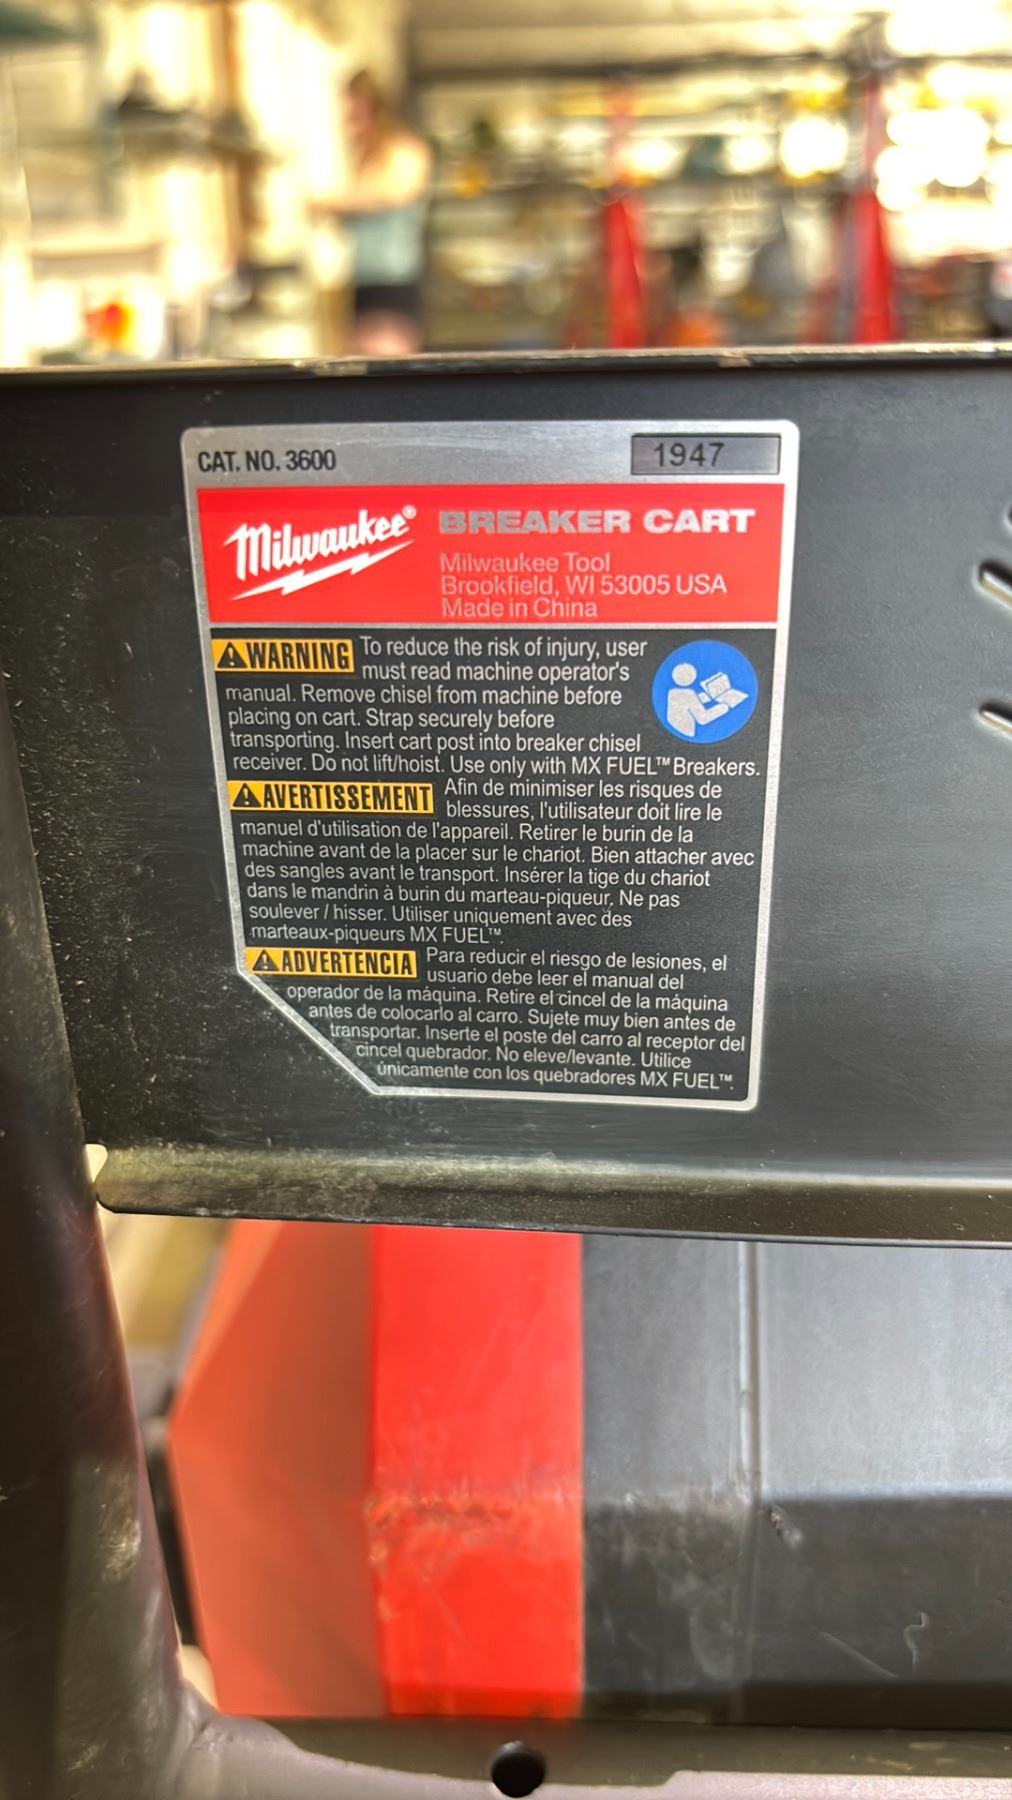 CAT. NO. 3600
1947
Milwaukee®
BREAKER CART
Milwaukee Tool
Brookfield, WI 53005 USA
Made in China
WARNING To reduce the risk of injury, user
must read machine operator's
manual. Remove chisel from machine before
placing on cart. Strap securely before
transporting. Insert cart post into breaker chisel
receiver. Do not lift/hoist. Use only with MX FUEL™ Breakers.
AVERTISSEMENT Afin de minimiser les risques de
blessures, l'utilisateur doit lire le
manuel d'utilisation de l'appareil. Retirer le burin de la
machine avant de la placer sur le chariot. Bien attacher avec
des sangles avant le transport. Insérer la tige du chariot
dans le mandrin à burin du marteau-piqueur. Ne pas
soulever / hisser. Utiliser uniquement avec des
marteaux-piqueurs MX FUEL™.
ADVERTENCIA Para reducir el riesgo de lesiones, el
usuario debe leer el manual del
operador de la máquina. Retire el cincel de la máquina
antes de colocarlo al carro. Sujete muy bien antes de
transportar. Inserte el poste del carro al receptor del
cincel quebrador. No eleve/levante. Utilice
únicamente con los quebradores MX FUEL™.